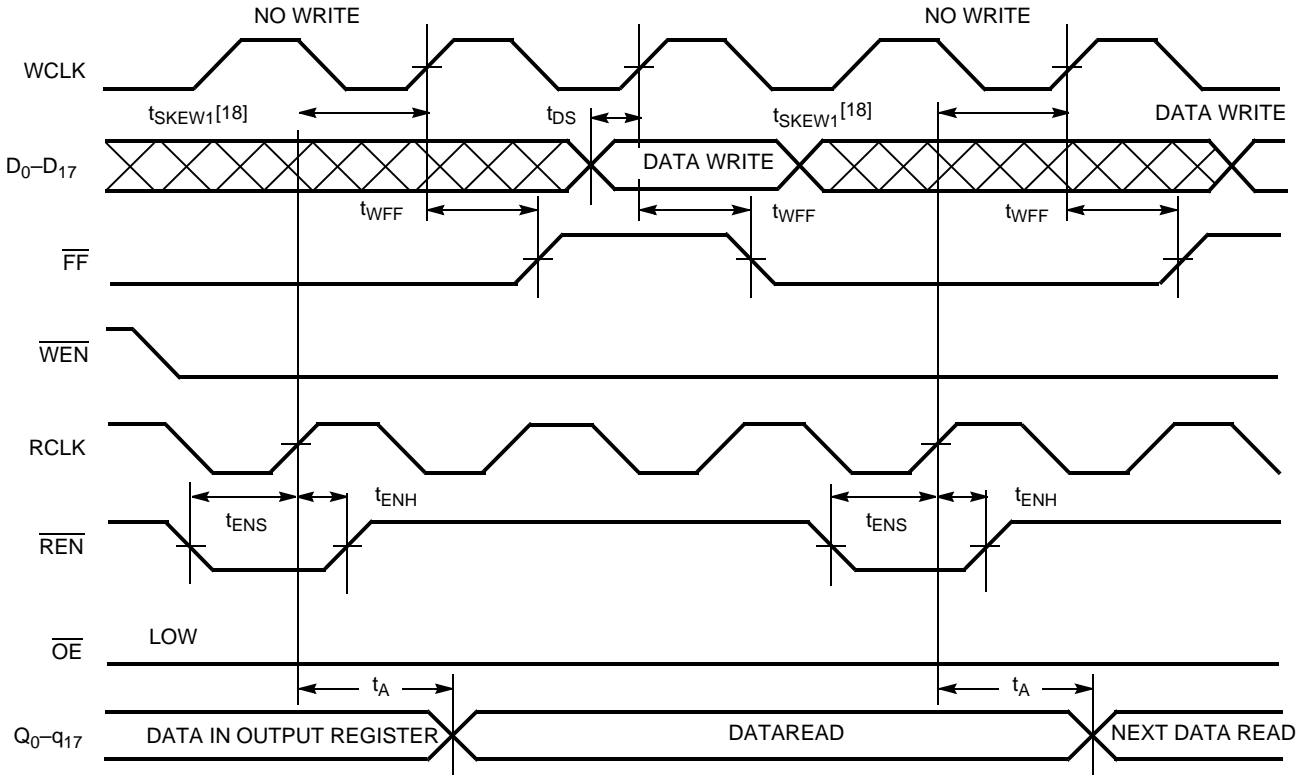 NO WRITE NO WRITE
WCLK
tSKEW1[18] tDS tSKEW1[18] DATA WRITE
D0–D17 DATA WRITE
tWFF tWFF tWFF
FF
WEN
RCLK
tENH tENH
tENS tENS
REN
LOW
OE
tA tA
Q0–q17 DATA IN OUTPUT REGISTER DATAREAD NEXT DATA READ